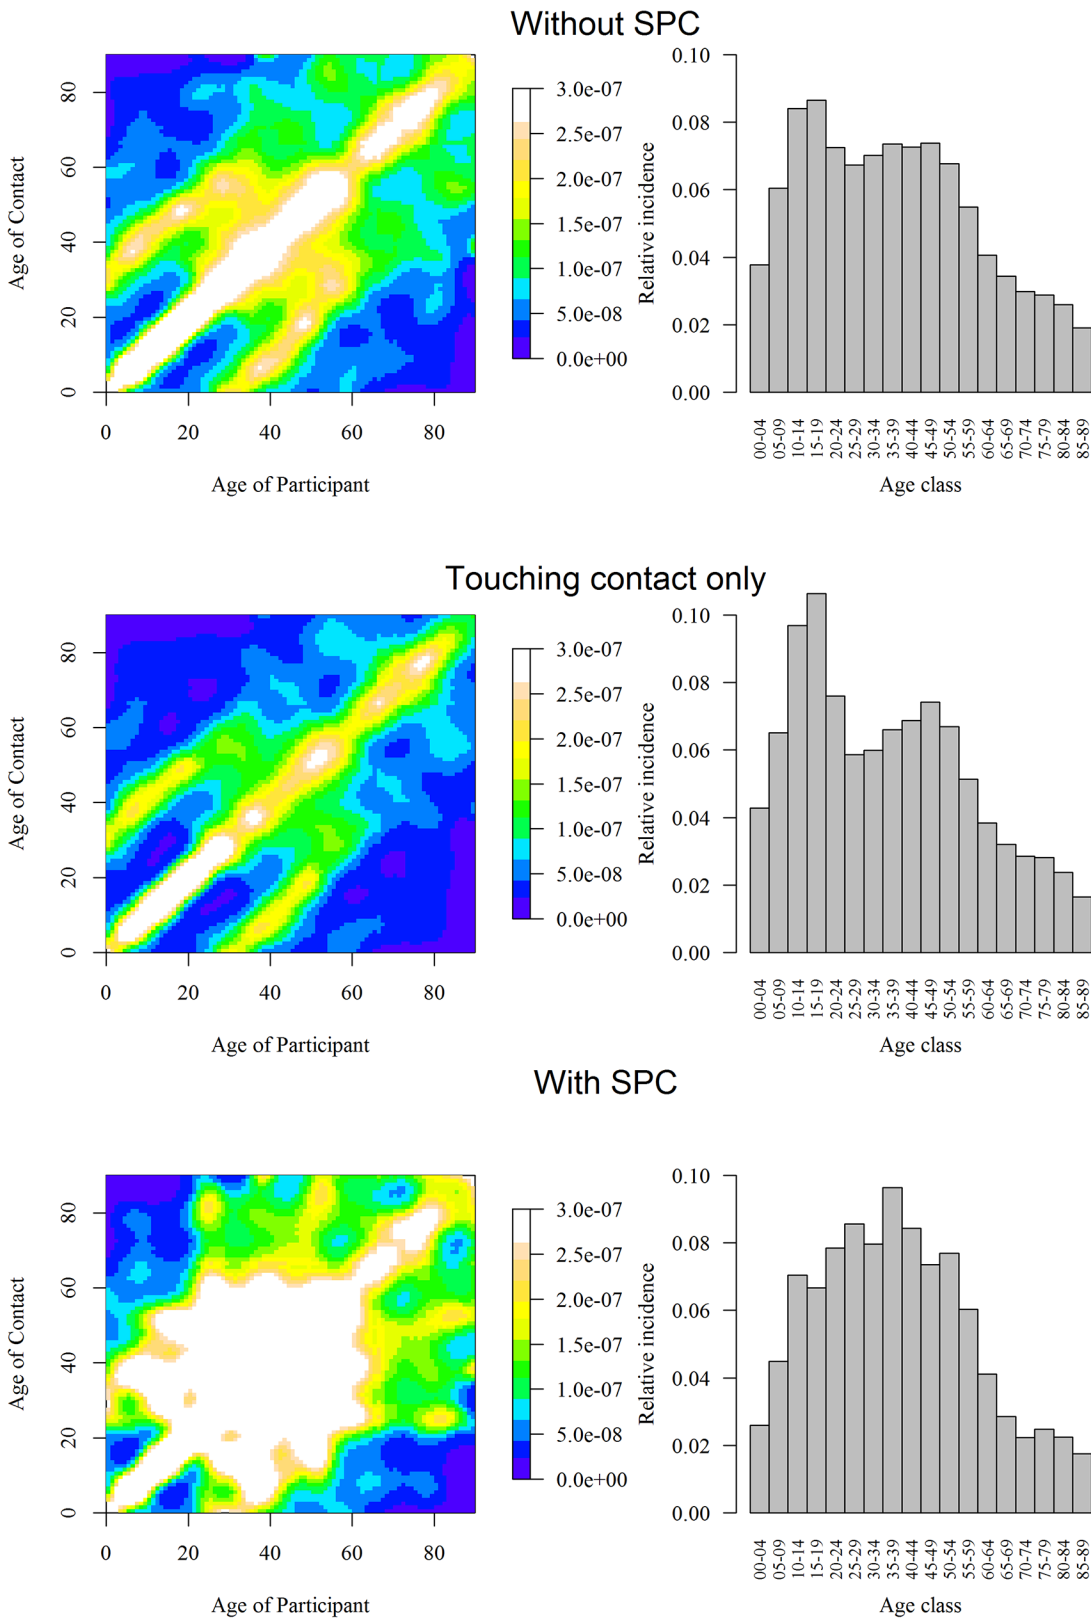 Without SPC
Age of Contact
0
20
40
60
80
0
20
40
60
80
Age of Participant
3.0e-07
2.5e-07
2.0e-07
1.5e-07
1.0e-07
5.0e-08
0.0e+00
Relative incidence
0.10
0.08
0.06
0.04
0.02
0.00
00-04
05-09
10-14
15-19
20-24
25-29
30-34
35-39
40-44
45-49
50-54
55-59
60-64
65-69
70-74
75-79
80-84
85-89
Age class
Touching contact only
Age of Contact
0
20
40
60
80
0
20
40
60
80
Age of Participant
3.0e-07
2.5e-07
2.0e-07
1.5e-07
1.0e-07
5.0e-08
0.0e+00
Relative incidence
0.10
0.08
0.06
0.04
0.02
0.00
00-04
05-09
10-14
15-19
20-24
25-29
30-34
35-39
40-44
45-49
50-54
55-59
60-64
65-69
70-74
75-79
80-84
85-89
Age class
With SPC
Age of Contact
0
20
40
60
80
0
20
40
60
80
Age of Participant
3.0e-07
2.5e-07
2.0e-07
1.5e-07
1.0e-07
5.0e-08
0.0e+00
Relative incidence
0.10
0.08
0.06
0.04
0.02
0.00
00-04
05-09
10-14
15-19
20-24
25-29
30-34
35-39
40-44
45-49
50-54
55-59
60-64
65-69
70-74
75-79
80-84
85-89
Age class